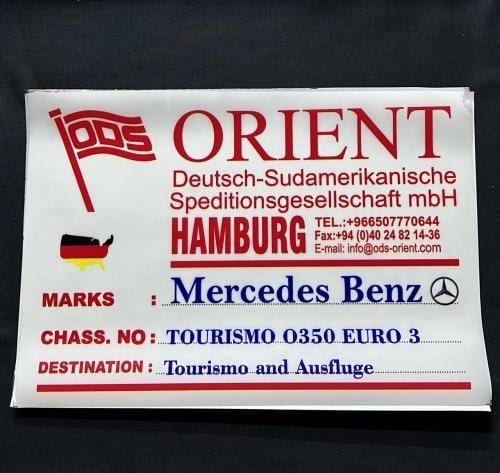 ODS
ORIENT
Deutsch-Sudamerikanische
Speditionsgesellschaft mbH
HAMBURG
TEL.:+966507770644
Fax:+94 (0)40 24 82 14-36
E-mail: info@ods-orient.com
MARKS : Mercedes Benz
CHASS. NO : TOURISMO O350 EURO 3
DESTINATION : Tourismo and Ausfluge